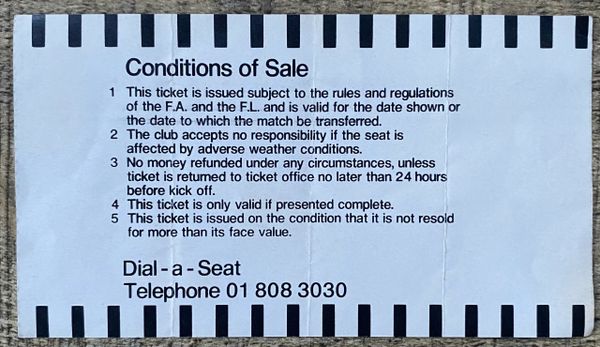 Conditions of Sale
1 This ticket is issued subject to the rules and regulations
of the F.A. and the F.L. and is valid for the date shown or
the date to which the match be transferred.
2 The club accepts no responsibility if the seat is
affected by adverse weather conditions.
3 No money refunded under any circumstances, unless
ticket is returned to ticket office no later than 24 hours
before kick off.
4 This ticket is only valid if presented complete.
5 This ticket is issued on the condition that it is not resold
for more than its face value.
Dial-a-Seat
Telephone 01 808 3030